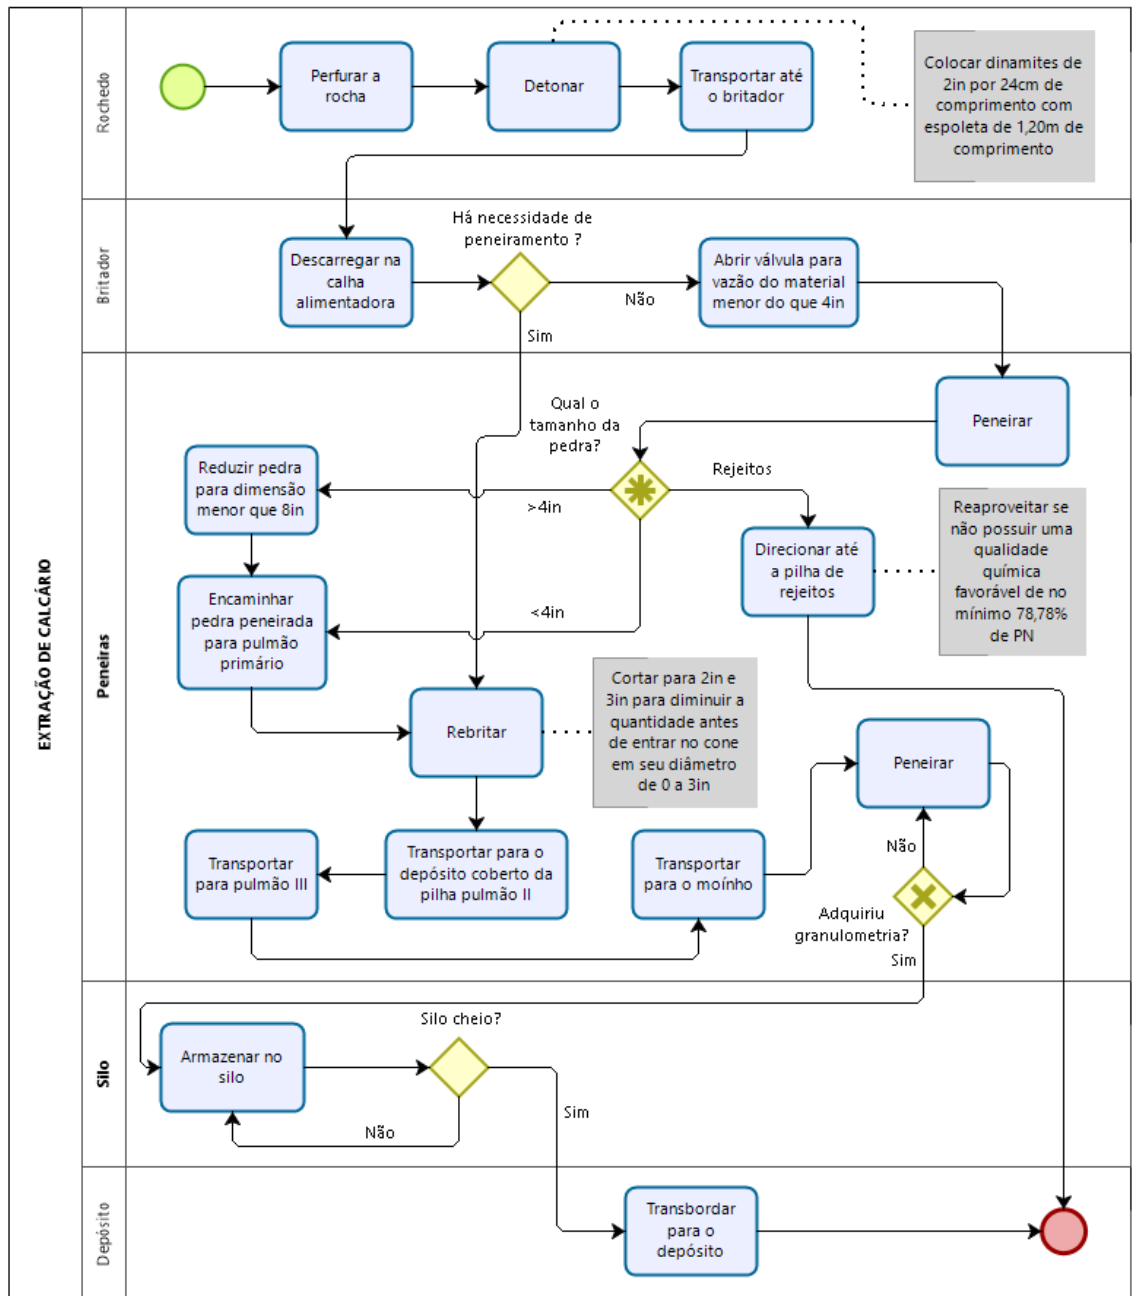 EXTRAÇÃO DE CALCÁRIO
Rochedo
Perfurar a
rocha
Detonar
Transportar até
o britador
Colocar dinamites de
2in por 24cm de
comprimento com
espoleta de 1,20m de
comprimento
Britador
Descarregar na
calha
alimentadora
Há necessidade de
peneiramento ?
Não
Sim
Abrir válvula para
vazão do material
menor do que 4in
Peneiras
Peneirar
Qual o
tamanho da
pedra?
Rejeitos
>4in
<4in
Reduzir pedra
para dimensão
menor que 8in
Direcionar até
a pilha de
rejeitos
Reaproveitar se
não possuir uma
qualidade
química
favorável de no
mínimo 78,78%
de PN
Encaminhar
pedra peneirada
para pulmão
primário
Rebritar
Cortar para 2in e
3in para diminuir a
quantidade antes
de entrar no cone
em seu diâmetro
de 0 a 3in
Peneirar
Transportar
para pulmão III
Transportar para o
depósito coberto da
pilha pulmão II
Transportar
para o moínho
Não
Adquiriu
granulometria?
Sim
Silo
Armazenar no
silo
Silo cheio?
Não
Sim
Depósito
Transbordar
para o
depósito